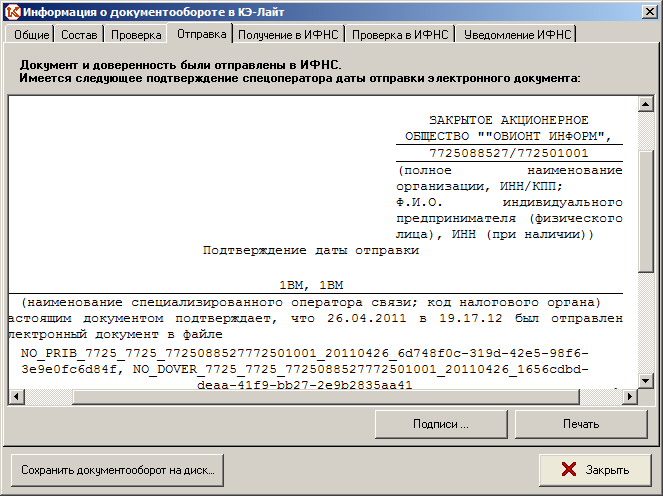 Информация о документообороте в КЭ-Лайт
Общие Состав Проверка Отправка Получение в ИФНС Проверка в ИФНС Уведомление ИФНС
Документ и доверенность были отправлены в ИФНС.
Имеется следующее подтверждение спецоператора даты отправки электронного документа:
ЗАКРЫТОЕ АКЦИОНЕРНОЕ
ОБЩЕСТВО ""ОВИОНТ ИНФОРМ",
7725088527/772501001
(полное наименование
организации, ИНН/КПП;
Ф.И.О. индивидуального
предпринимателя (физического
лица), ИНН (при наличии))
Подтверждение даты отправки
1ВМ, 1ВМ
(наименование специализированного оператора связи; код налогового органа)
астоящим документом подтверждает, что 26.04.2011 в 19.17.12 был отправлен
лектронный документ в файле
NO_PRIB_7725_7725_7725088527772501001_20110426_6d748f0c-319d-42e5-98f6-
3e9e0fc6d84f, NO_DOVER_7725_7725_7725088527772501001_20110426_1656cdbd-
deaa-41f9-bb27-2e9b2835aa41
Подписи ... Печать
Сохранить документооборот на диск... Закрыть